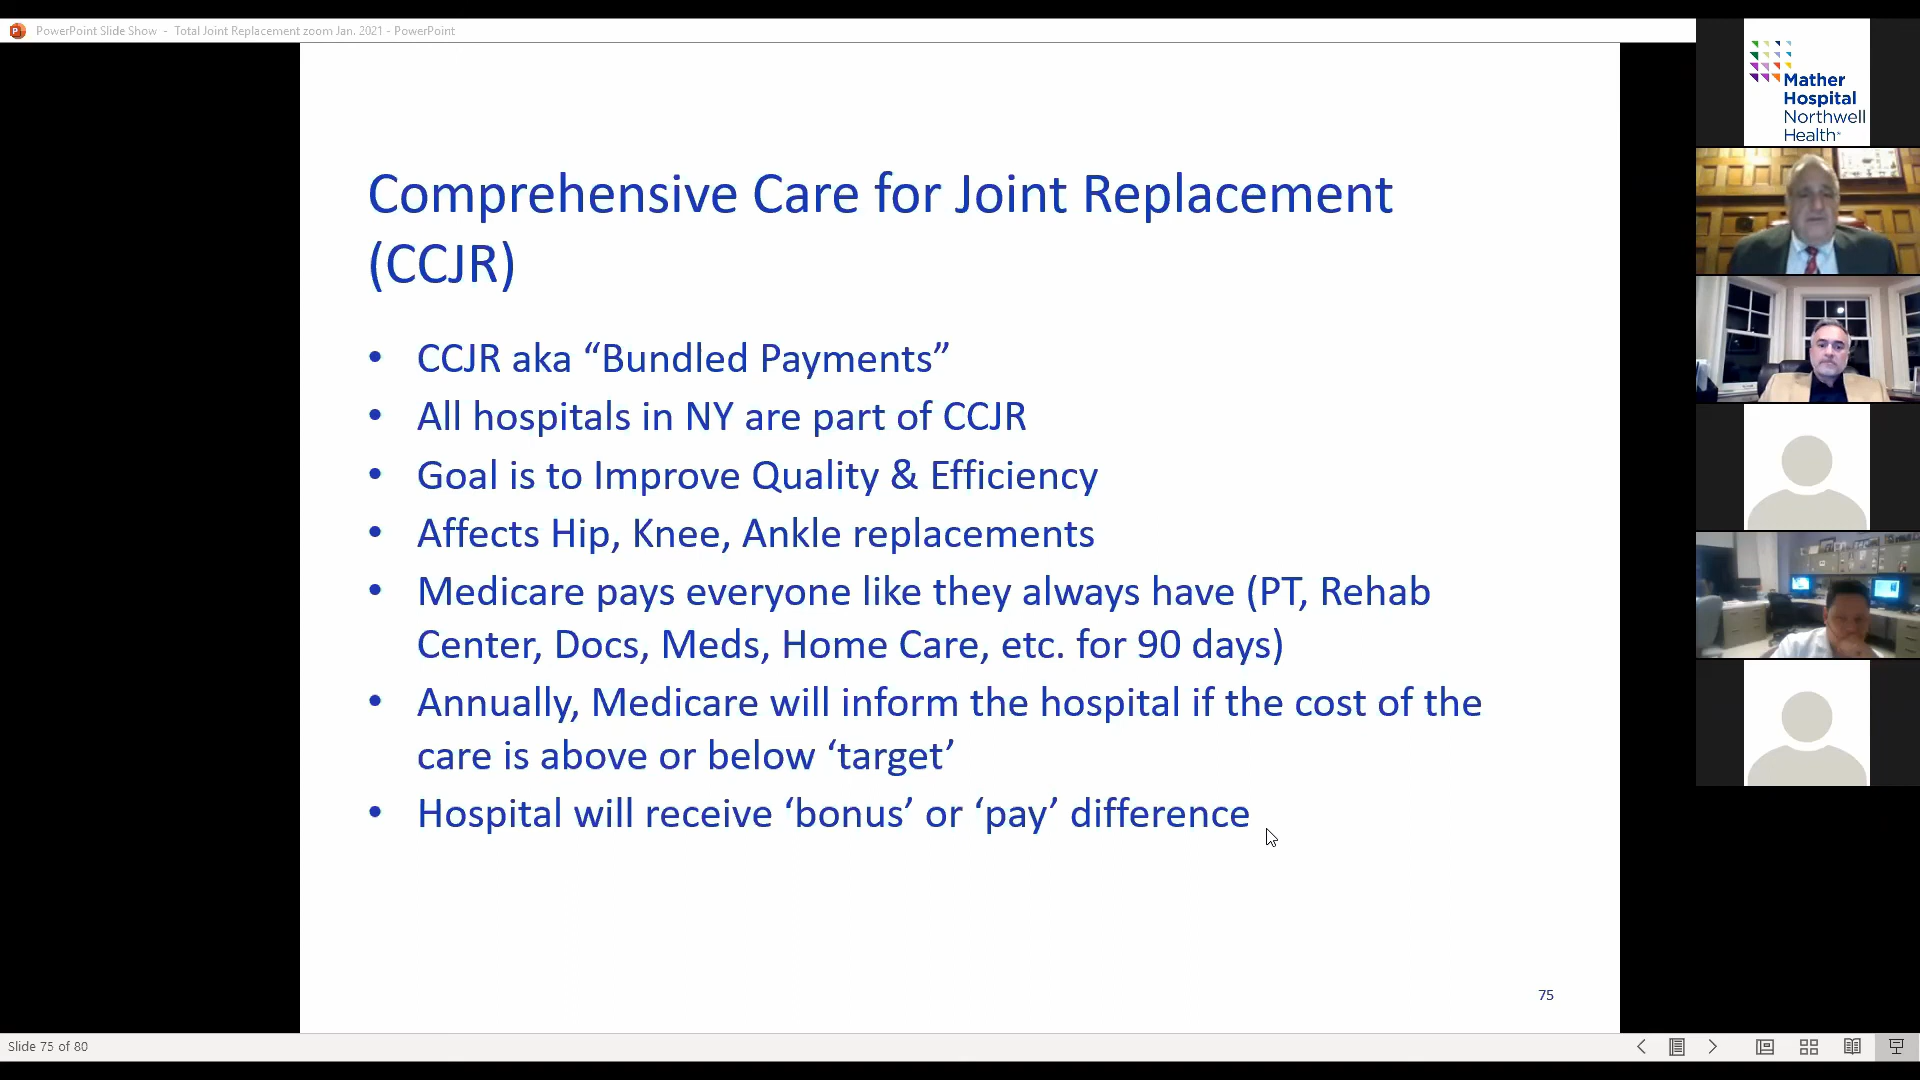 PowerPoint Slide Show - Total Joint Replacement zoom Jan. 2021 - PowerPoint
Mather
Hospital
Northwell
Health
Comprehensive Care for Joint Replacement
(CCJR)
• CCJR aka “Bundled Payments”
• All hospitals in NY are part of CCJR
• Goal is to Improve Quality & Efficiency
• Affects Hip, Knee, Ankle replacements
• Medicare pays everyone like they always have (PT, Rehab
Center, Docs, Meds, Home Care, etc. for 90 days)
• Annually, Medicare will inform the hospital if the cost of the
care is above or below ‘target’
• Hospital will receive ‘bonus’ or ‘pay’ difference
75
Slide 75 of 80